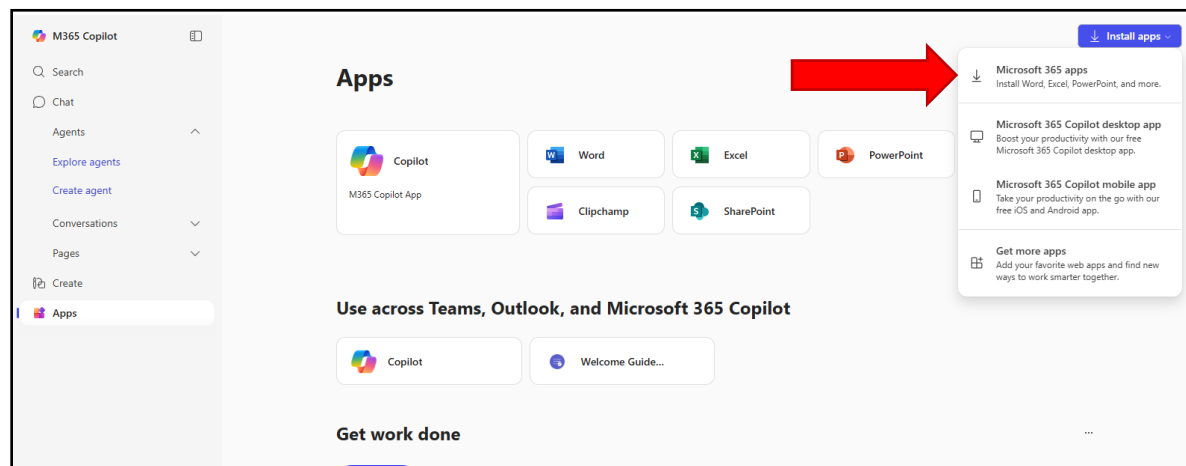 M365 Copilot
Search
Chat
Agents
Explore agents
Create agent
Conversations
Pages
Create
Apps
Install apps
Apps
Microsoft 365 apps
Install Word, Excel, PowerPoint, and more.
Microsoft 365 Copilot desktop app
Boost your productivity with our free
Microsoft 365 Copilot desktop app.
Microsoft 365 Copilot mobile app
Take your productivity on the go with our
free iOS and Android app.
Get more apps
Add your favorite web apps and find new
ways to work smarter together.
Copilot
M365 Copilot App
Word
Excel
PowerPoint
Clipchamp
SharePoint
Use across Teams, Outlook, and Microsoft 365 Copilot
Copilot
Welcome Guide...
Get work done
...